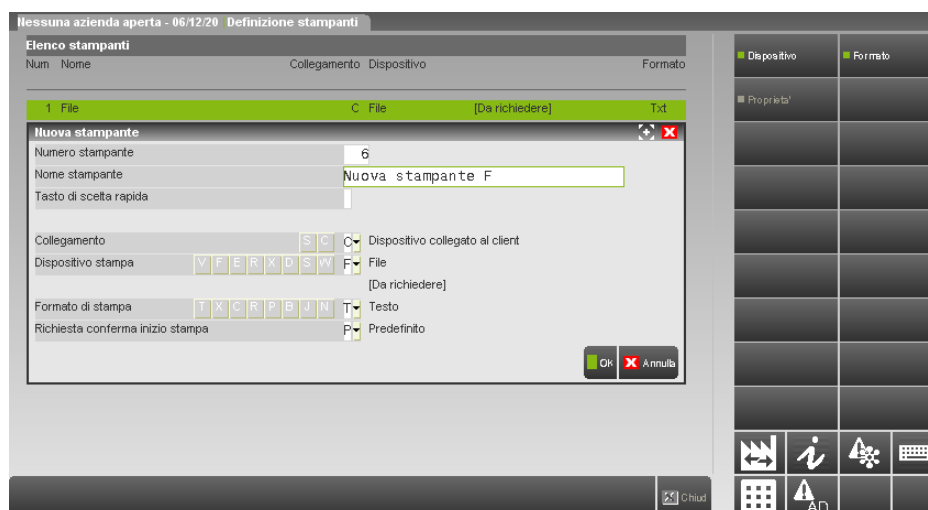 Nessuna azienda aperta - 06/12/20 Definizione stampanti
Elenco stampanti
Num Nome Collegamento Dispositivo Formato
1 File C File [Da richiedere] Txt
Nuova stampante
Numero stampante 6
Nome stampante Nuova stampante F
Tasto di scelta rapida
Collegamento S C C Dispositivo collegato al client
Dispositivo stampa V F E R X D S W F File
[Da richiedere]
Formato di stampa T X C R P B J N T Testo
Richiesta conferma inizio stampa P Predefinito
Ok Annulla
Chiud
Dispositivo Formato
Proprieta'
AD